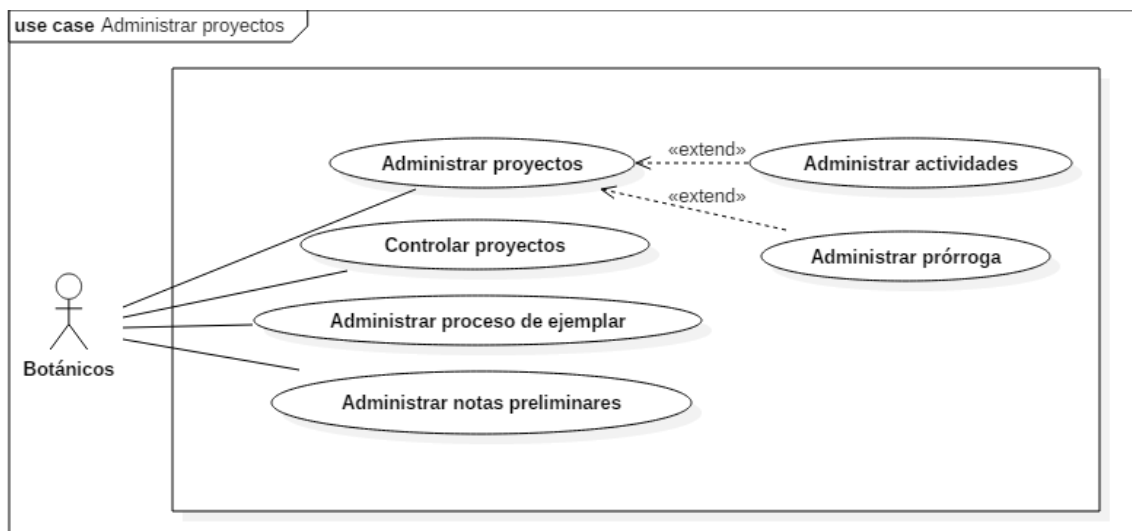 use case Administrar proyectos
Administrar proyectos
«extend»
Administrar actividades
«extend»
Controlar proyectos
Administrar prórroga
Administrar proceso de ejemplar
Botánicos
Administrar notas preliminares